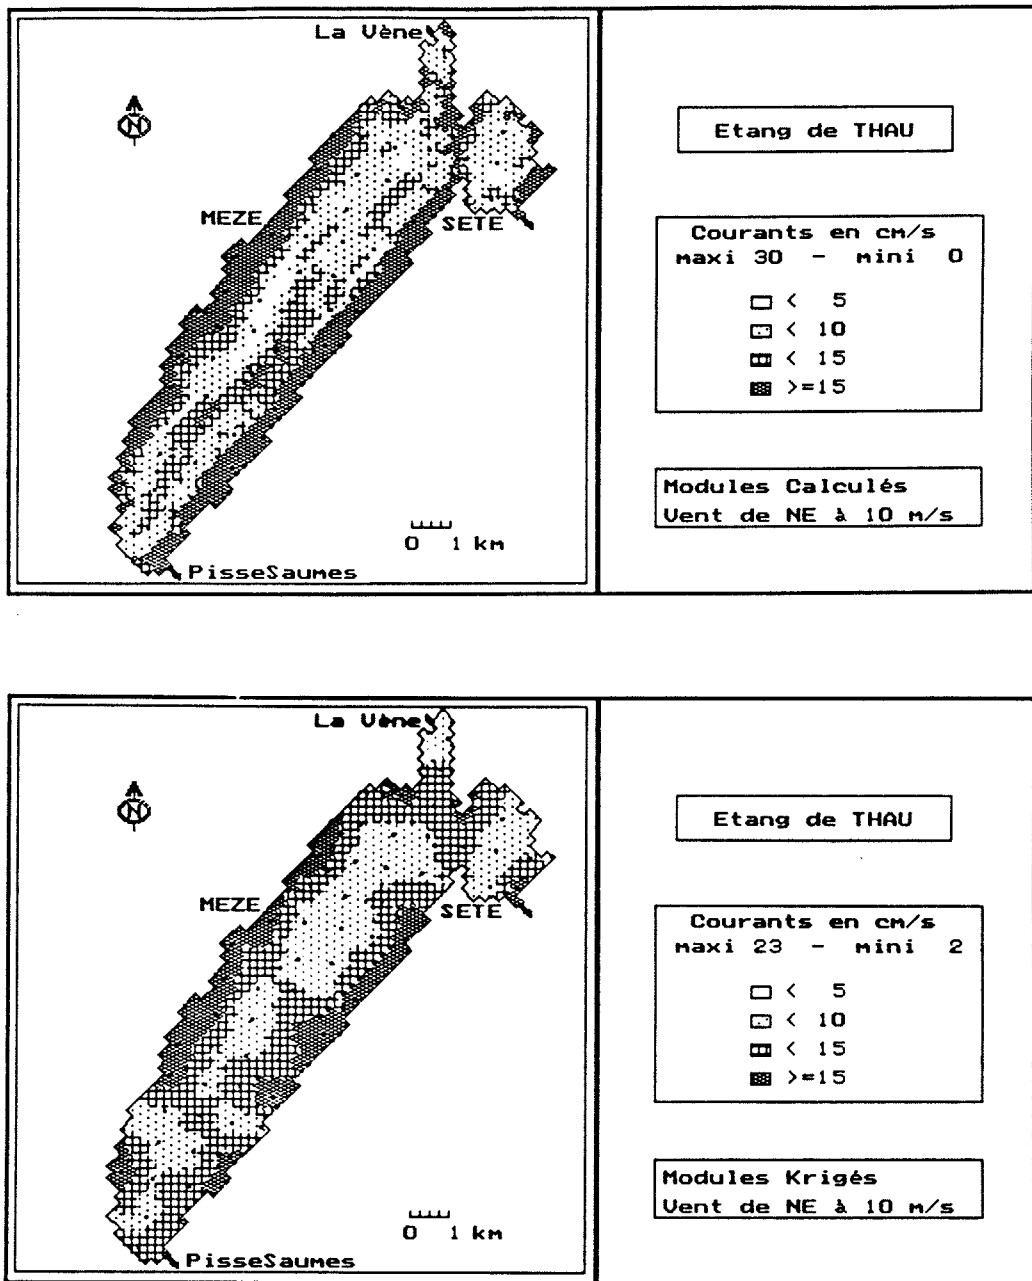 La Vène
N
MEZE
SETE
0 1 km
PisseSaumes
Etang de THAU
Courants en cm/s
maxi 30 - mini 0
< 5
< 10
< 15
>=15
Modules Calculés
Vent de NE à 10 m/s
La Vène
N
MEZE
SETE
0 1 km
PisseSaumes
Etang de THAU
Courants en cm/s
maxi 23 - mini 2
< 5
< 10
< 15
>=15
Modules Krigés
Vent de NE à 10 m/s